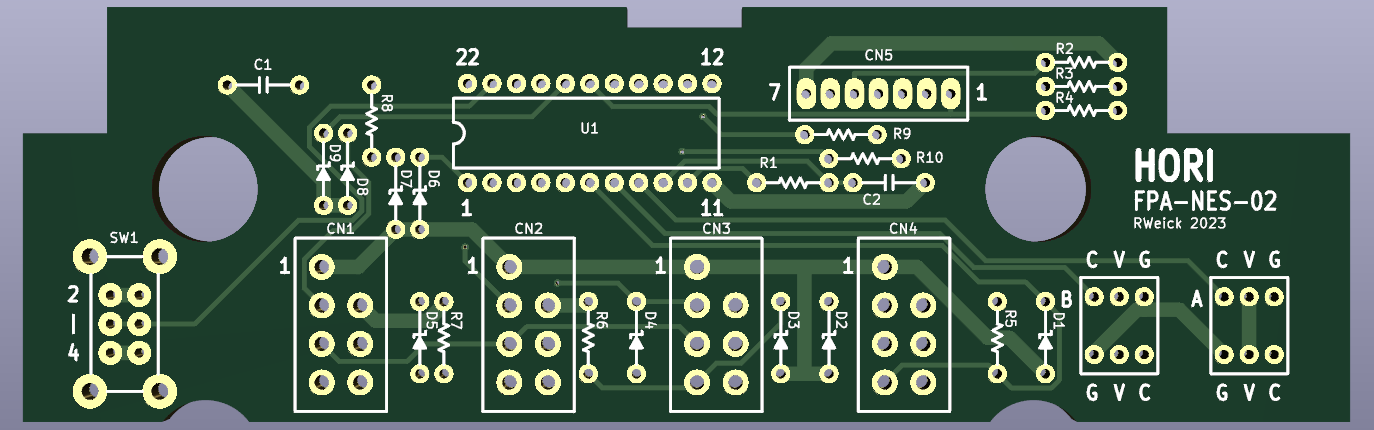 22
12
C1
CN5
R2
R3
R4
7
1
R8
U1
R9
R10
R1
C2
HORI
FPA-NES-02
RWeick 2023
D9
D8
D7
D6
1
11
SW1
CN1
CN2
CN3
CN4
1
1
1
1
C V G
C V G
2
|
4
B
A
D5
R7
R6
D4
D3
D2
R5
D1
G V C
G V C